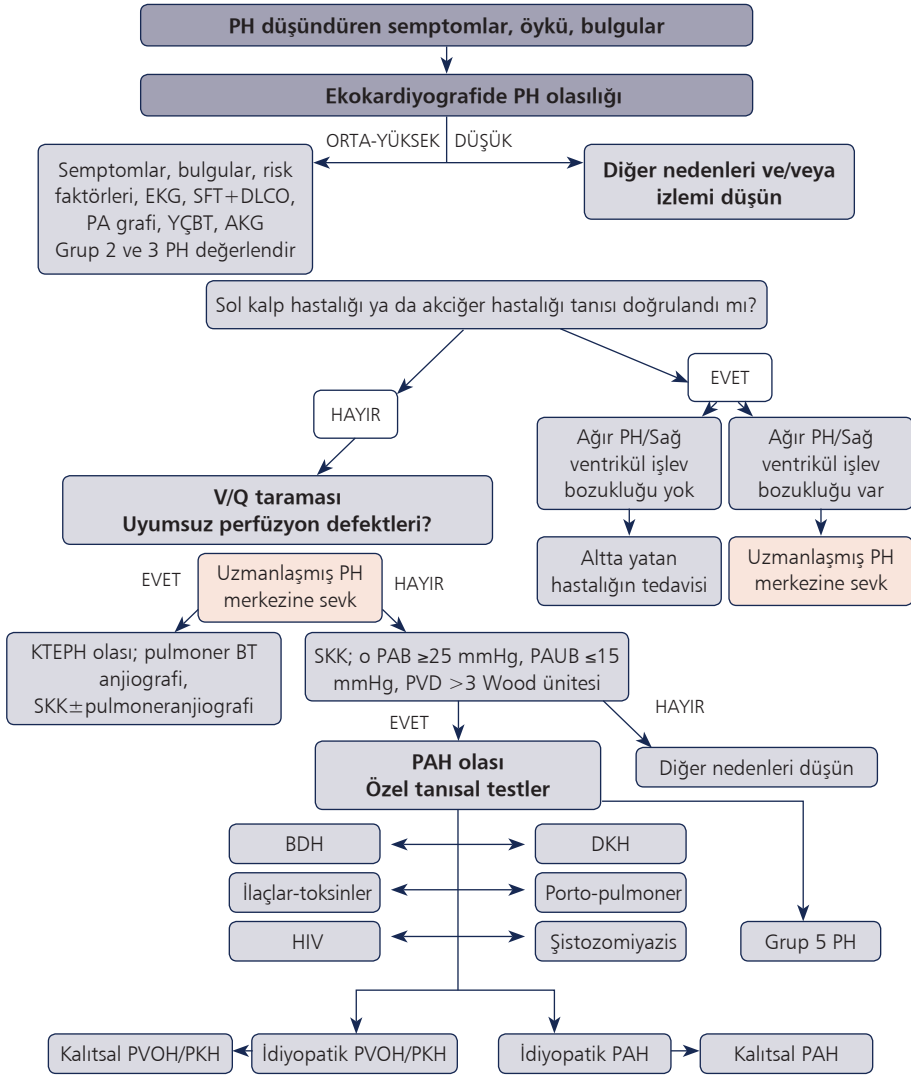 PH düşündüren semptomlar, öykü, bulgular
Ekokardiyografide PH olasılığı
ORTA-YÜKSEK
DÜŞÜK
Semptomlar, bulgular, risk
faktörleri, EKG, SFT+DLCO,
PA grafi, YÇBT, AKG
Grup 2 ve 3 PH değerlendir
Diğer nedenleri ve/veya
izlemi düşün
Sol kalp hastalığı ya da akciğer hastalığı tanısı doğrulandı mı?
HAYIR
EVET
Ağır PH/Sağ
ventrikül işlev
bozukluğu yok
Ağır PH/Sağ
ventrikül işlev
bozukluğu var
V/Q taraması
Uyumsuz perfüzyon defektleri?
Altta yatan
hastalığın tedavisi
Uzmanlaşmış PH
merkezine sevk
EVET
Uzmanlaşmış PH
merkezine sevk
HAYIR
KTEPH olası; pulmoner BT
anjiografi,
SKK±pulmoneranjiografi
SKK; o PAB ≥25 mmHg, PAUB ≤15
mmHg, PVD >3 Wood ünitesi
EVET
HAYIR
PAH olası
Özel tanısal testler
Diğer nedenleri düşün
BDH
DKH
İlaçlar-toksinler
Porto-pulmoner
HIV
Şistozomiyazis
Grup 5 PH
Kalıtsal PVOH/PKH
İdiyopatik PVOH/PKH
İdiyopatik PAH
Kalıtsal PAH